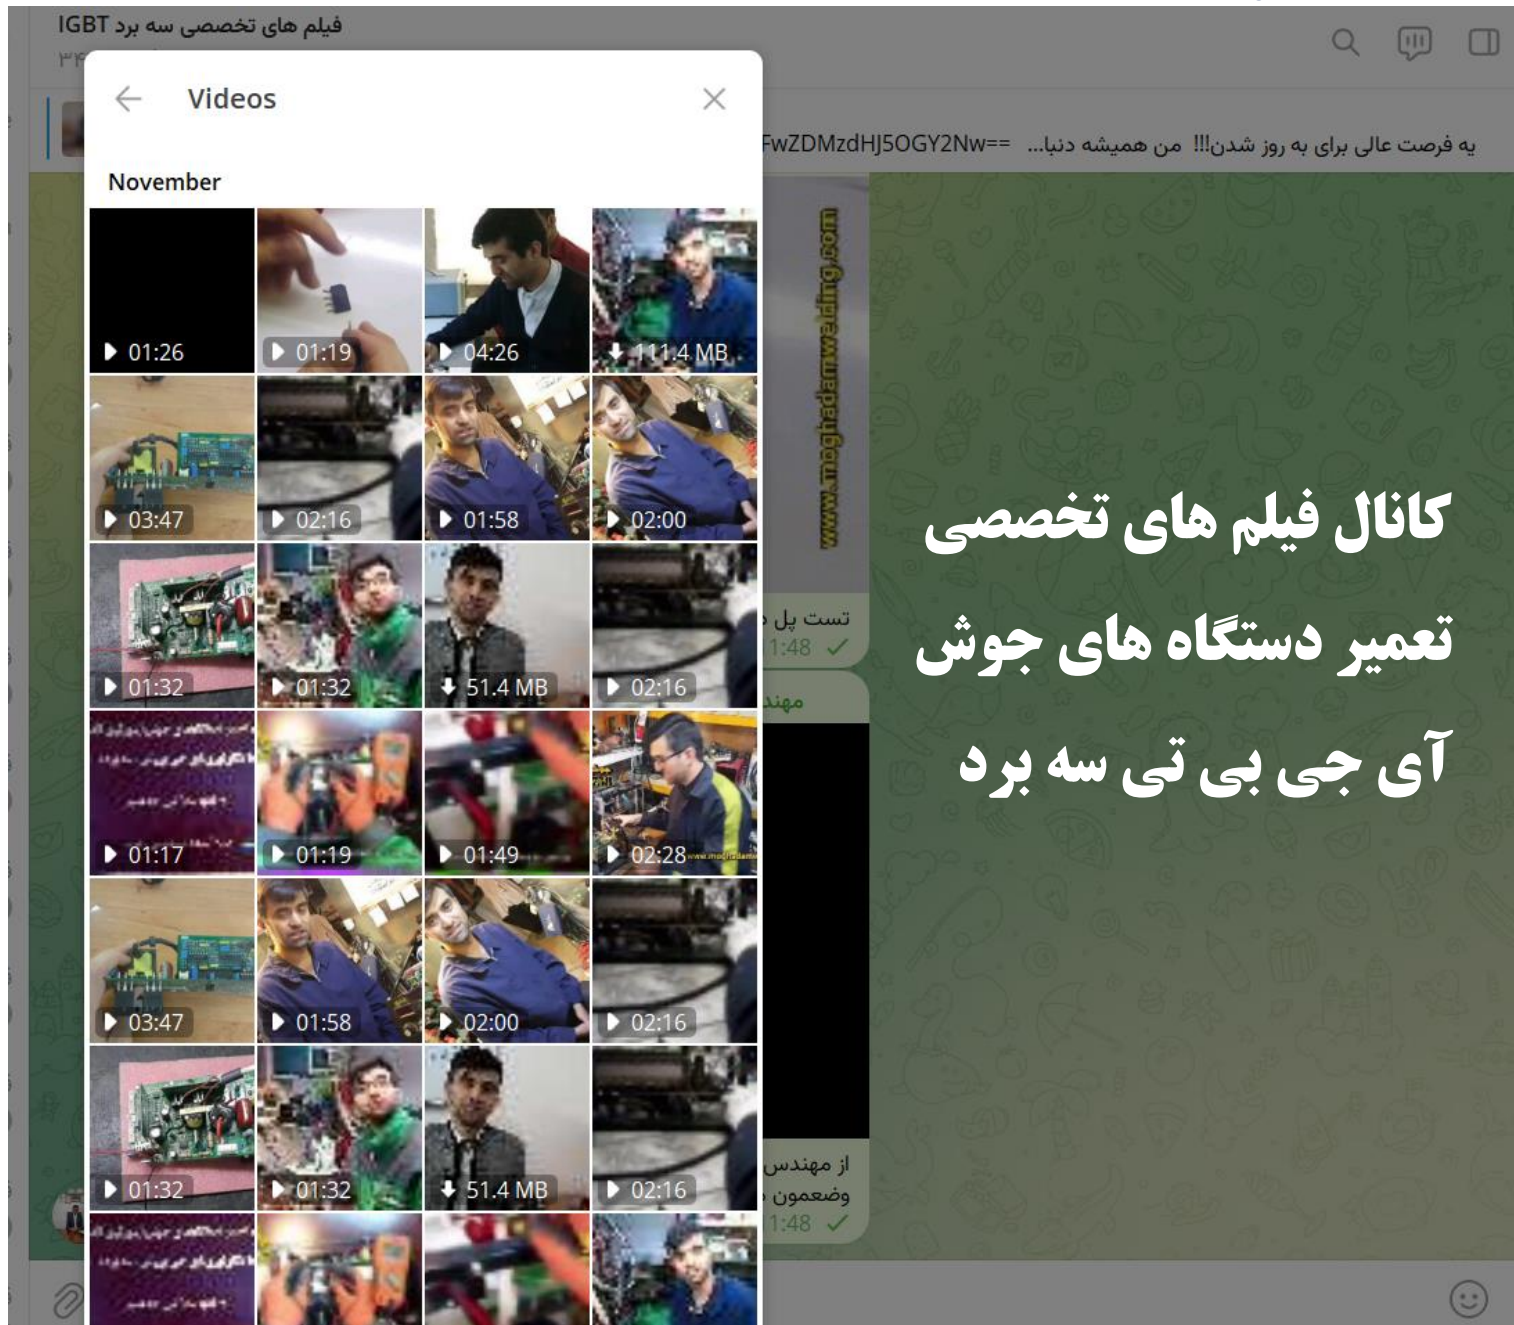 فیلم های تخصصی سه برد IGBT
Videos
یه فرصت عالی برای به روز شدن!!! من همیشه دنبا... FwZDMzdHJ5OGY2Nw==
November
01:26
01:19
04:26
111.4 MB
www.moghadamwelding.com
03:47
02:16
01:58
02:00
کانال فیلم های تخصصی
تعمیر دستگاه های جوش
آی جی بی تی سه برد
تست پل
1:48
01:32
01:32
51.4 MB
02:16
01:17
01:19
01:49
02:28
03:47
01:58
02:00
02:16
01:32
01:32
51.4 MB
02:16
از مهندس
وضعمون
1:48